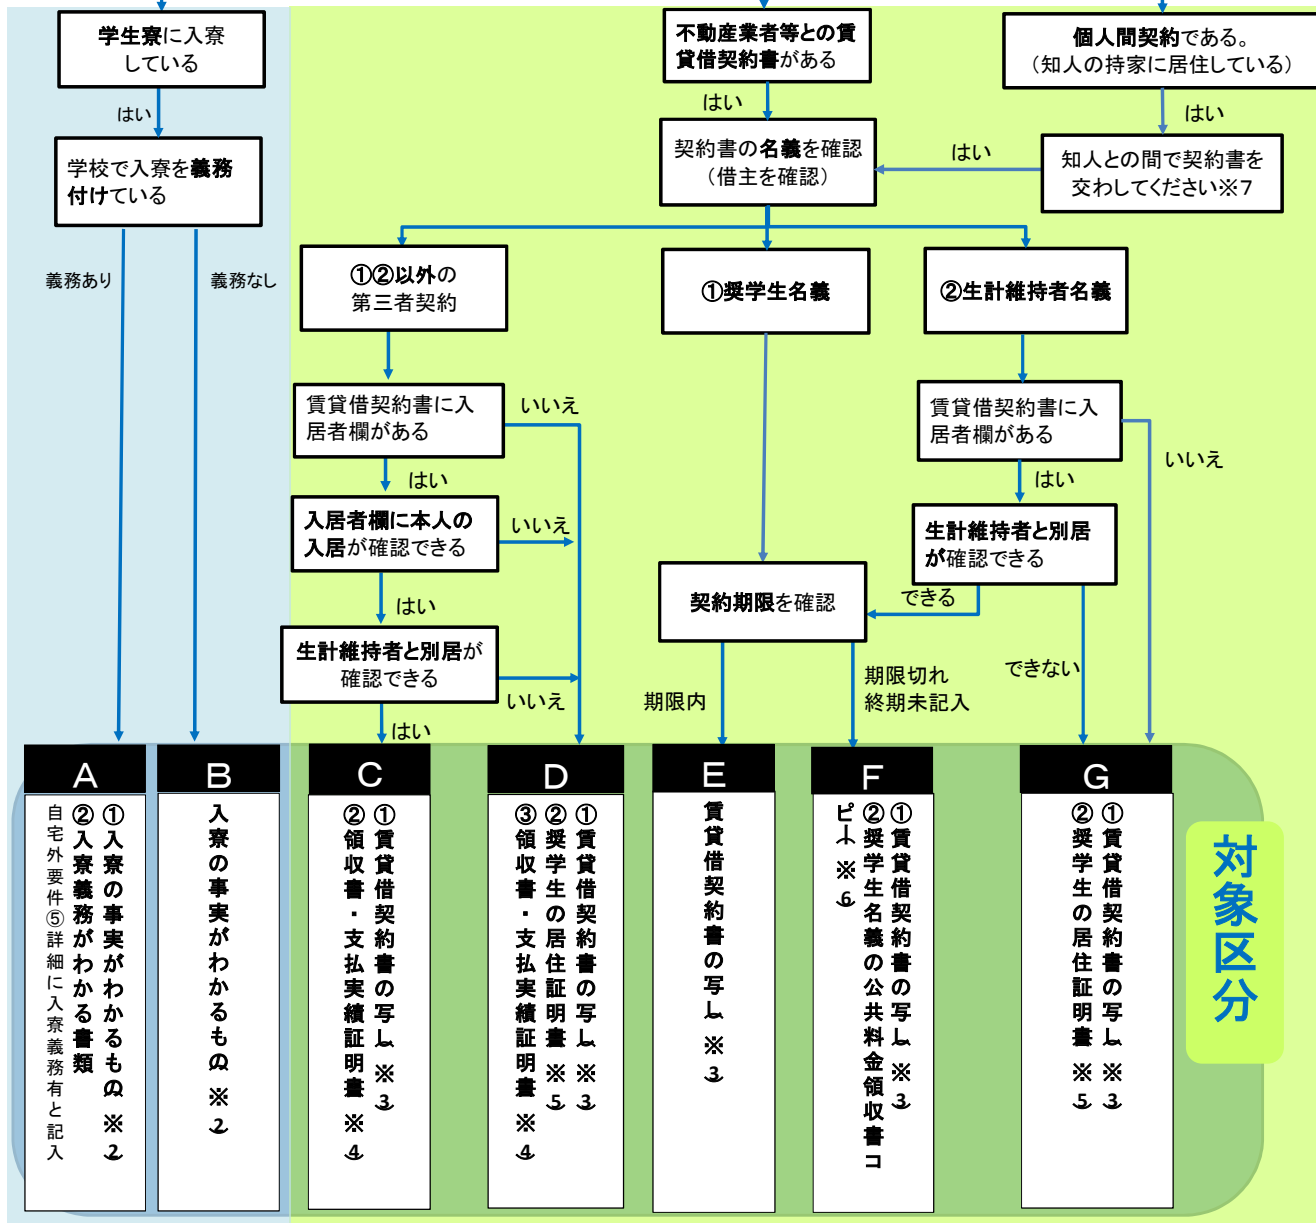 学生寮に入寮
している
不動産業者等との賃
貸借契約書がある
個人間契約である。
（知人の持家に居住している）
はい
はい
はい
学校で入寮を義務
付けている
契約書の名義を確認
（借主を確認）
はい
知人との間で契約書を
交わしてください※7
義務あり
義務なし
①②以外の
第三者契約
①奨学生名義
②生計維持者名義
賃貸借契約書に入
居者欄がある
いいえ
賃貸借契約書に入
居者欄がある
いいえ
はい
はい
入居者欄に本人の
入居が確認できる
いいえ
生計維持者と別居
が確認できる
はい
契約期限を確認
できる
生計維持者と別居が
確認できる
いいえ
はい
期限内
期限切れ
終期未記入
できない
A
①入寮の事実がわかるもの（※2）
②入寮義務がわかる書類
自宅外要件⑤詳細に入寮義務有と記入
B
入寮の事実がわかるもの（※2）
C
①賃貸借契約書の写し（※3）
②領収書・支払実績証明書（※4）
D
①賃貸借契約書の写し（※3）
②奨学生の居住証明書（※5）
③領収書・支払実績証明書（※4）
E
賃貸借契約書の写し（※3）
F
①賃貸借契約書の写し（※3）
②奨学生名義の公共料金領収書コ
ピー（※6）
G
①賃貸借契約書の写し（※3）
②奨学生の居住証明書（※5）
対象区分